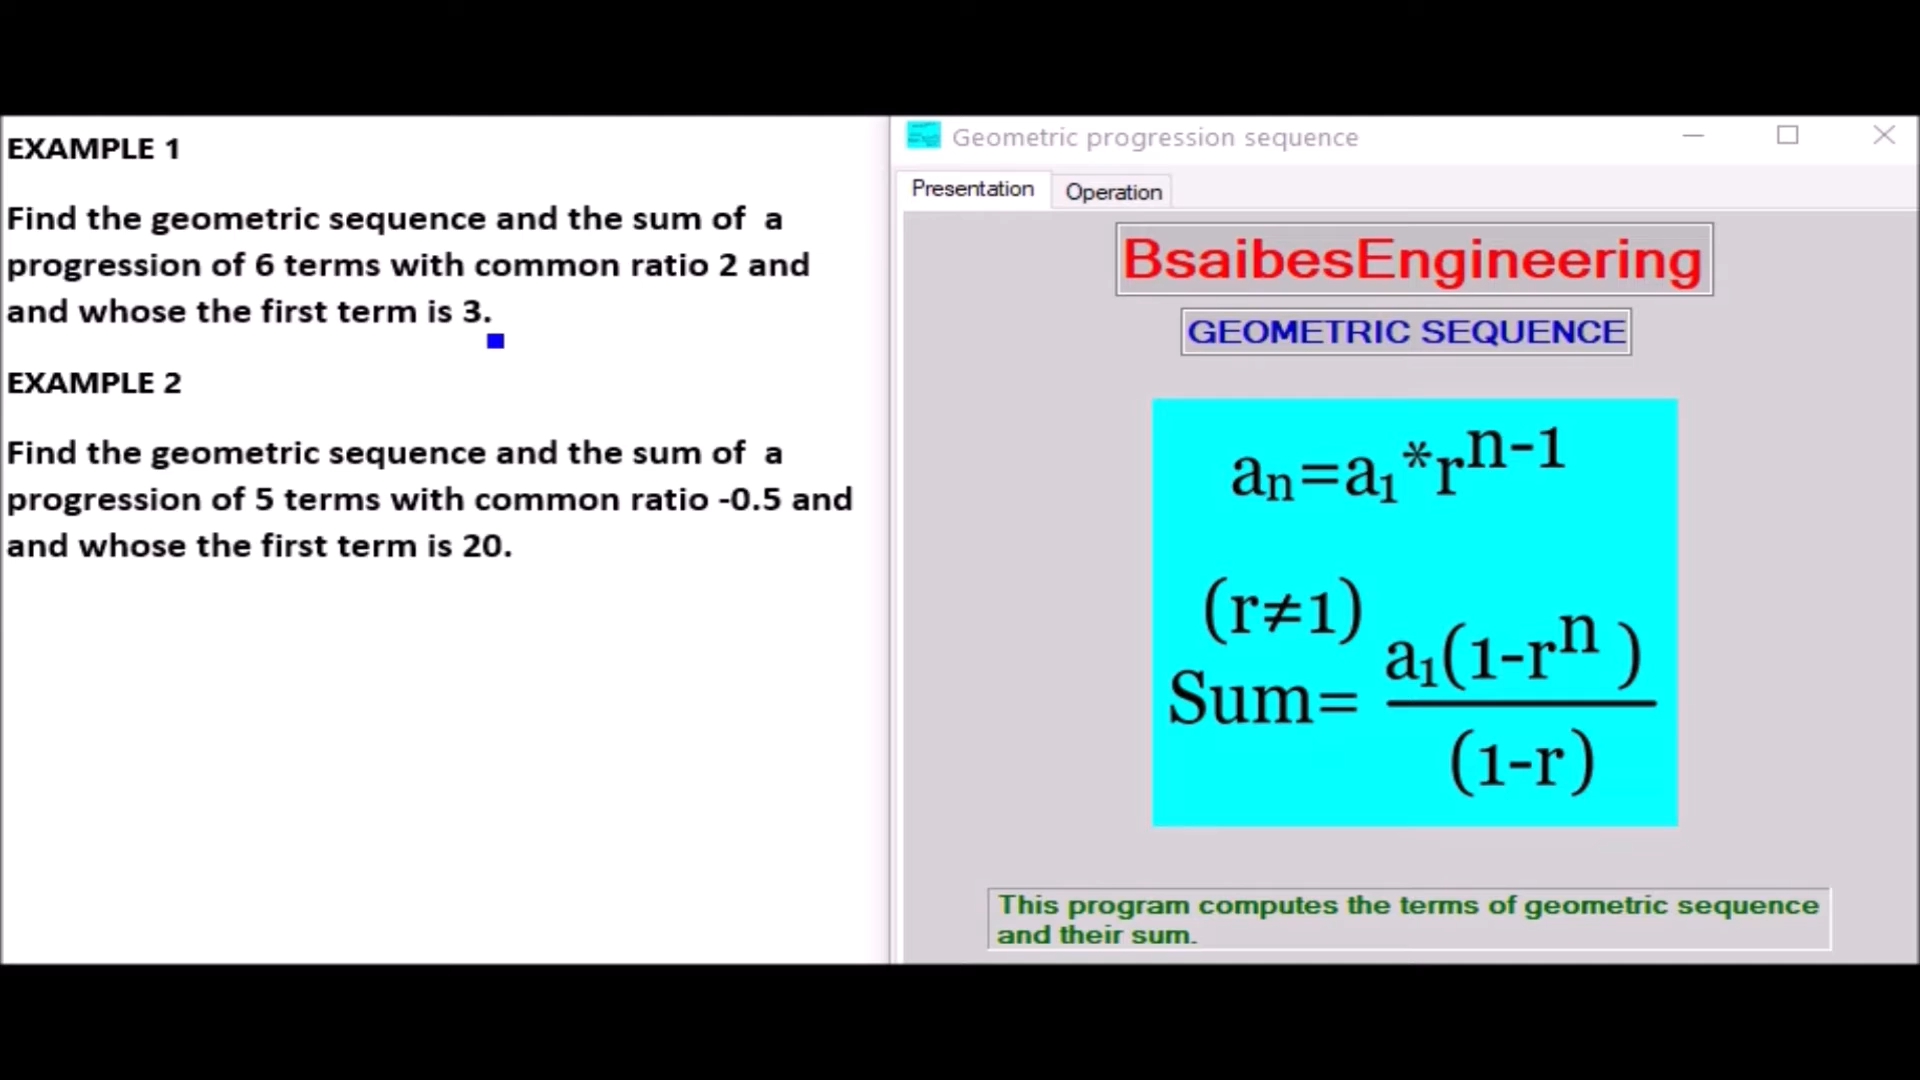 EXAMPLE 1
Find the geometric sequence and the sum of  a
progression of 6 terms with common ratio 2 and
and whose the first term is 3.
EXAMPLE 2
Find the geometric sequence and the sum of  a
progression of 5 terms with common ratio -0.5 and
and whose the first term is 20.
Geometric progression sequence
Presentation Operation
BsaibesEngineering
GEOMETRIC SEQUENCE
aₙ=a₁*rⁿ⁻¹
(r≠1)
Sum= a₁(1-rⁿ )
(1-r)
This program computes the terms of geometric sequence
and their sum.